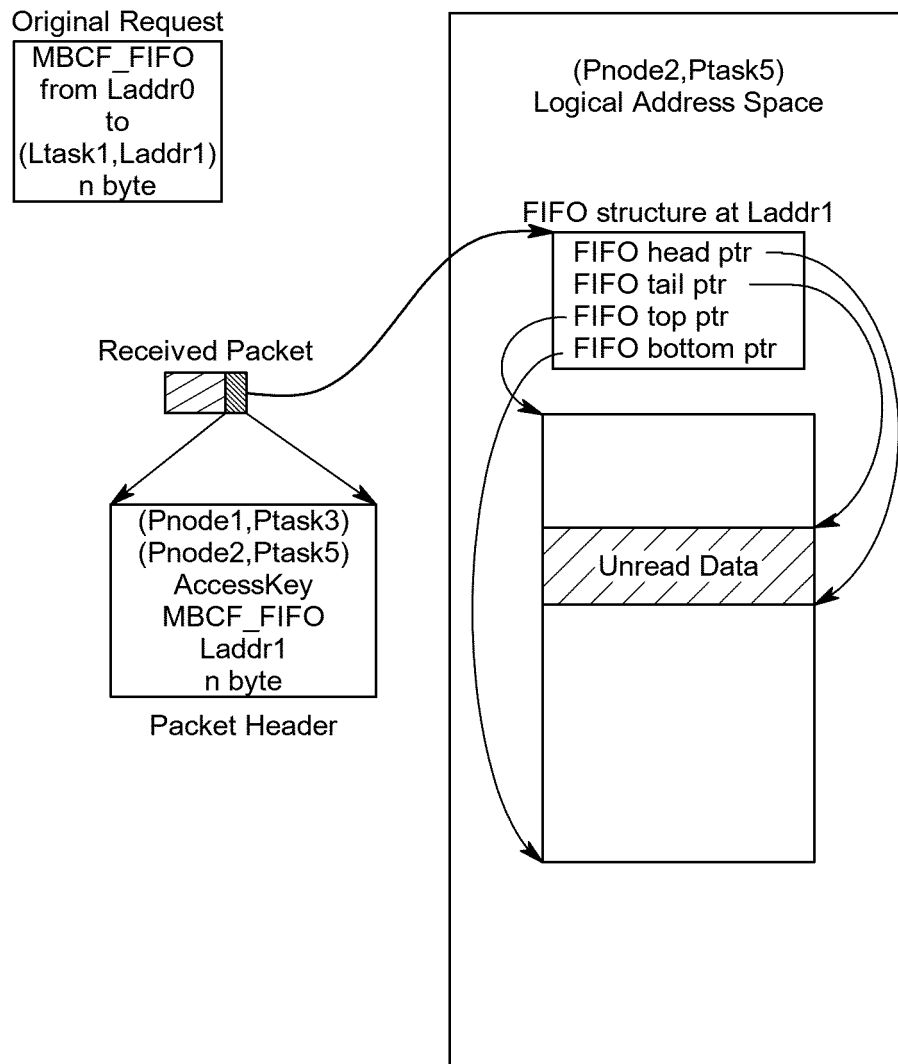 Original Request
MBCF_FIFO
from Laddr0
to
(Ltask1,Laddr1)
n byte
(Pnode2,Ptask5)
Logical Address Space
FIFO structure at Laddr1
FIFO head ptr
FIFO tail ptr
FIFO top ptr
FIFO bottom ptr
Received Packet
(Pnode1,Ptask3)
(Pnode2,Ptask5)
AccessKey
MBCF_FIFO
Laddr1
n byte
Packet Header
Unread Data